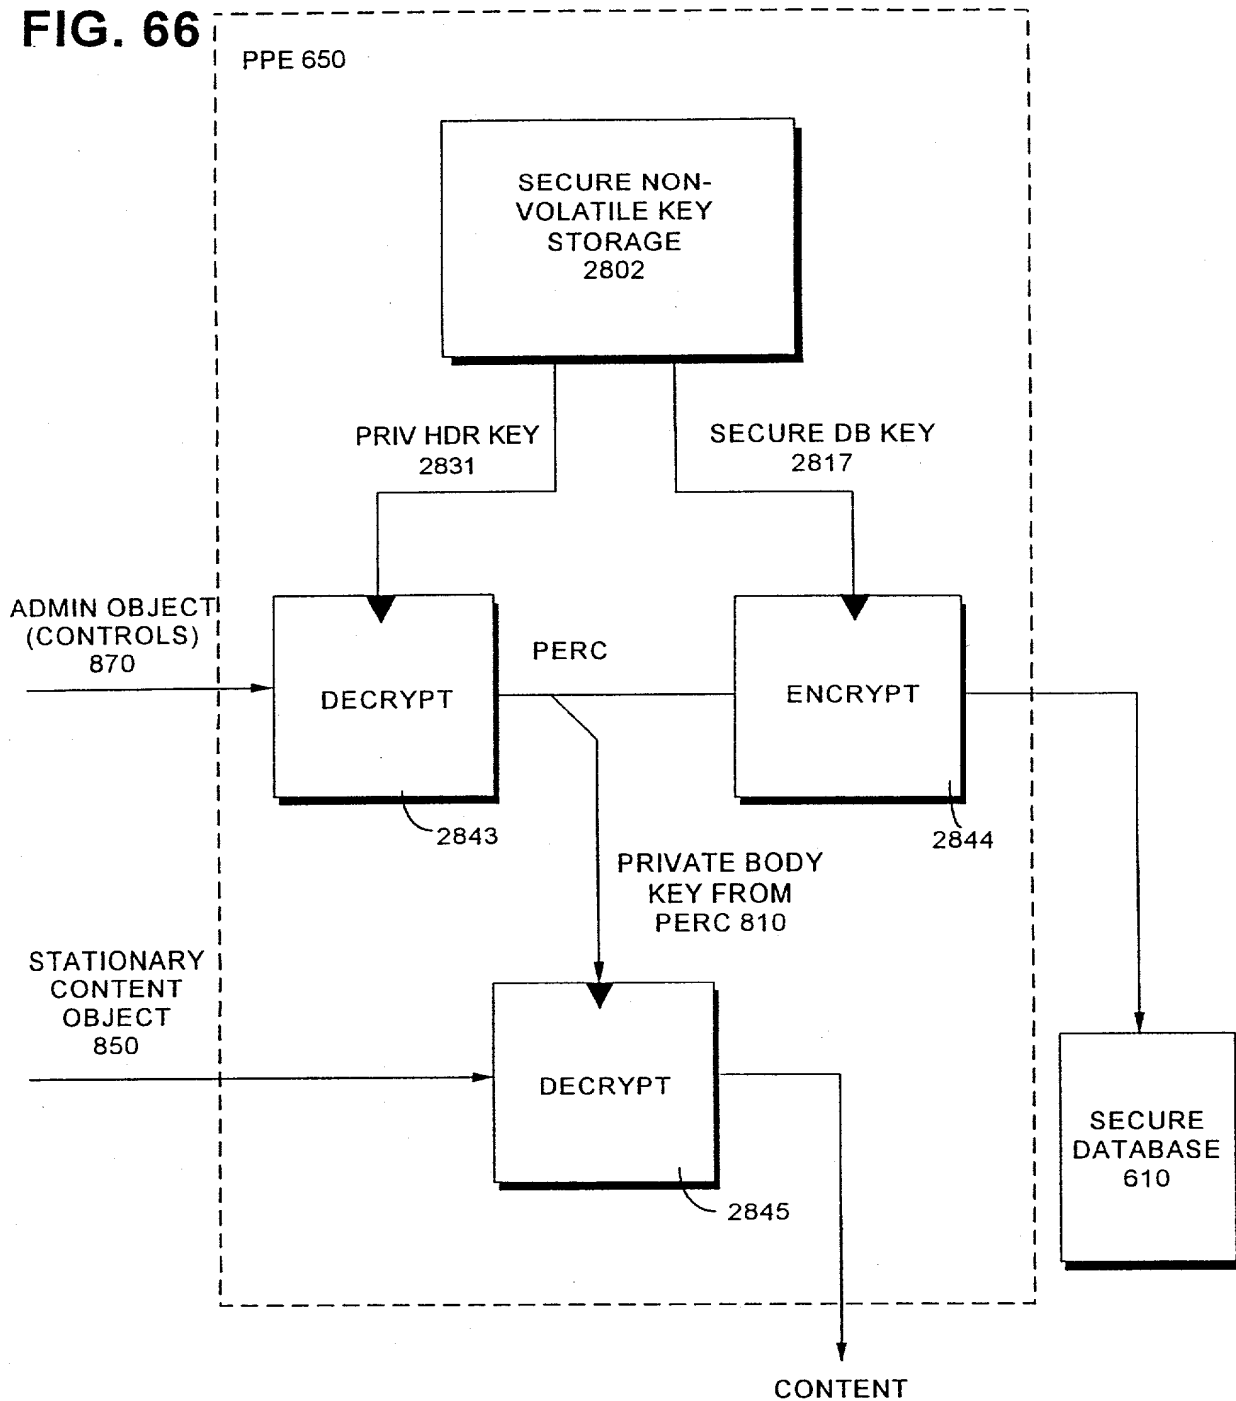 FIG. 66
PPE 650
SECURE NON-
VOLATILE KEY
STORAGE
2802
PRIV HDR KEY
2831
SECURE DB KEY
2817
ADMIN OBJECT
(CONTROLS)
870
DECRYPT
PERC
ENCRYPT
2843
2844
PRIVATE BODY
KEY FROM
PERC 810
STATIONARY
CONTENT
OBJECT
850
DECRYPT
2845
SECURE
DATABASE
610
CONTENT